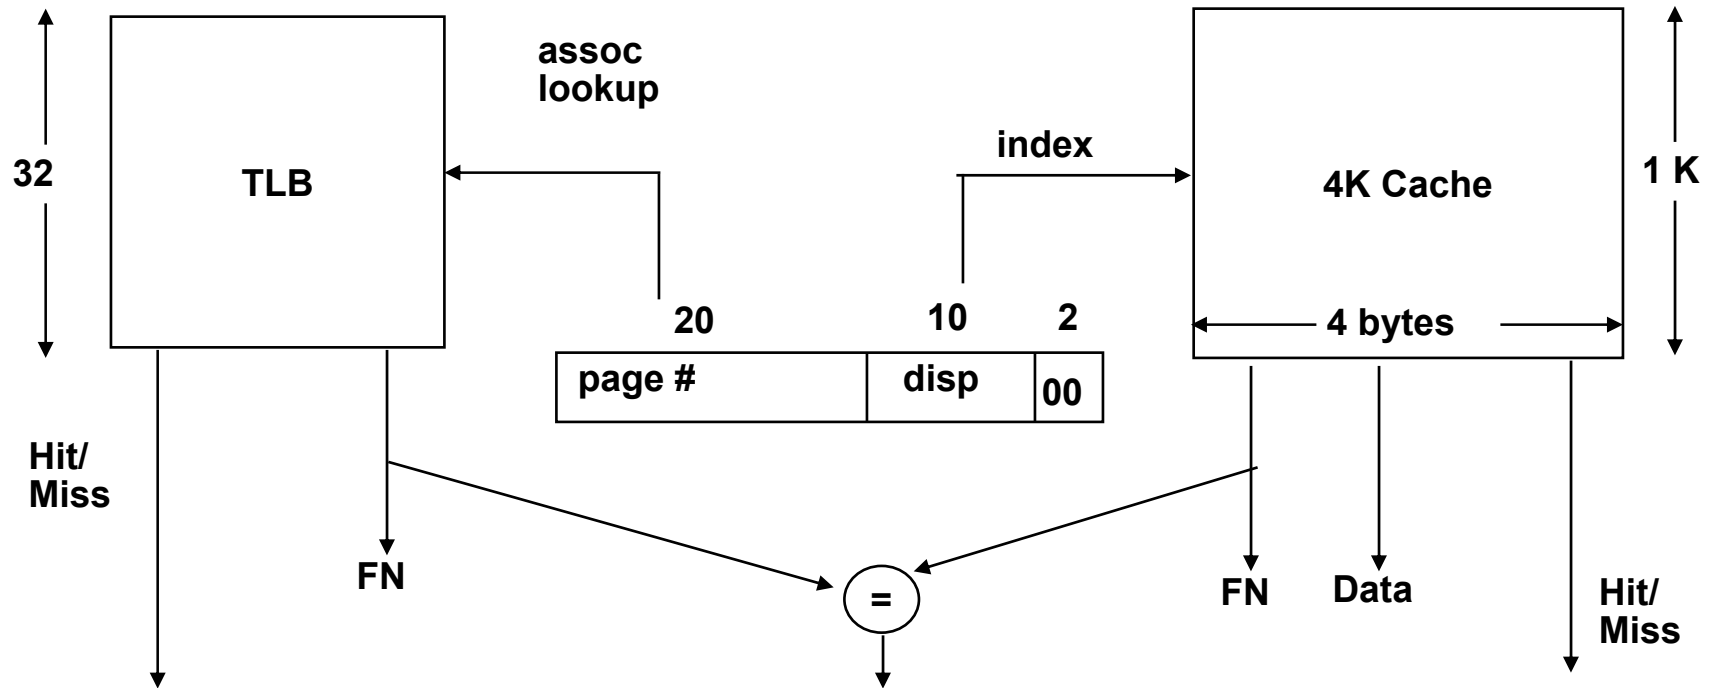 assoc
lookup
index
32
TLB
4K Cache
1 K
20
10
2
4 bytes
page #
disp
00
Hit/
Miss
FN
=
FN
Data
Hit/
Miss